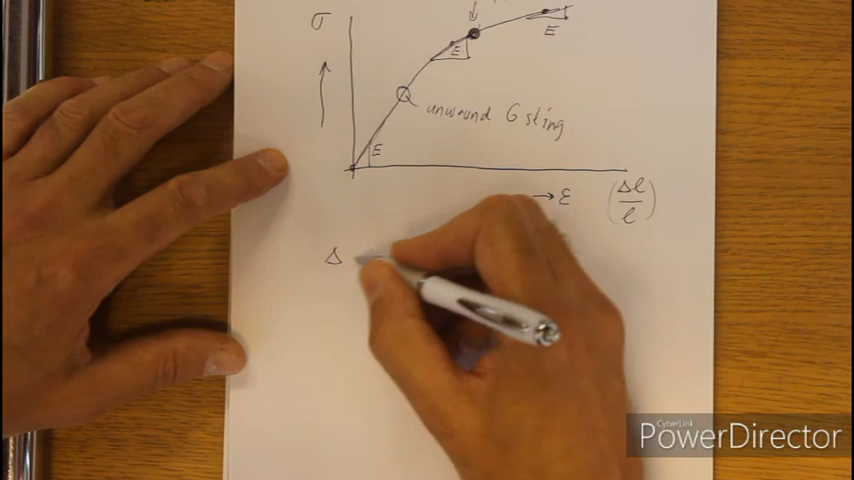 σ
E
E
unwound G sting
E
→ ε (Δl/l)
Δ
CyberLink
PowerDirector